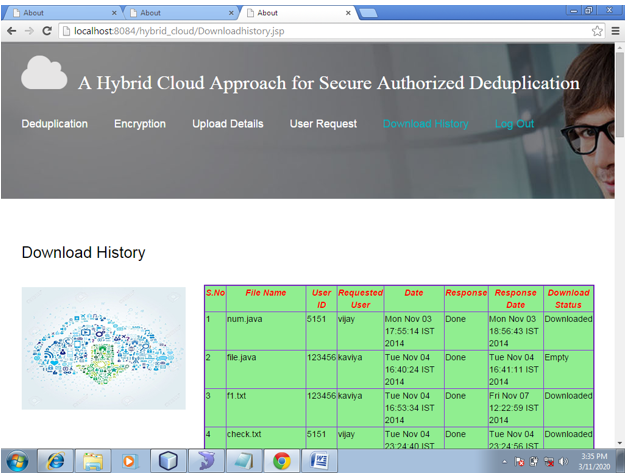 About
About
About
localhost:8084/hybrid_cloud/Downloadhistory.jsp
A Hybrid Cloud Approach for Secure Authorized Deduplication
Deduplication Encryption Upload Details User Request Download History Log Out
Download History
S.No File Name User Requested Date Response Response Download
ID User Date Status
1 num.java 5151 vijay Mon Nov 03 Done Mon Nov 03 Downloaded
17:55:14 IST 18:56:43 IST
2014 2014
2 file.java 123456 kaviya Tue Nov 04 Done Tue Nov 04 Empty
16:40:24 IST 16:41:11 IST
2014 2014
3 f1.txt 123456 kaviya Tue Nov 04 Done Fri Nov 07 Downloaded
16:53:34 IST 12:22:59 IST
2014 2014
4 check.txt 5151 vijay Tue Nov 04 Done Tue Nov 04 Downloaded
23:24:40 IST 23:24:56 IST
3:35 PM
3/11/2020